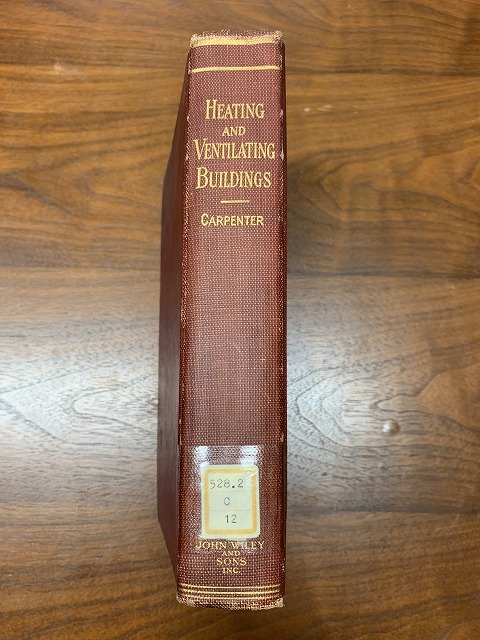 HEATING
AND
VENTILATING
BUILDINGS
CARPENTER
528.2
C
12
JOHN WILEY
AND
SONS
INC.